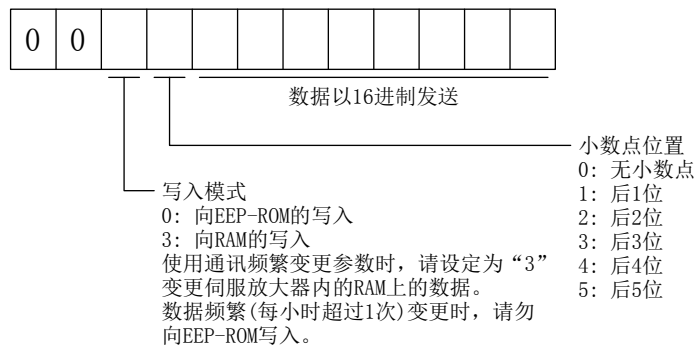 0 0
数据以16进制发送
小数点位置
0: 无小数点
1: 后1位
2: 后2位
3: 后3位
4: 后4位
5: 后5位
写入模式
0: 向EEP-ROM的写入
3: 向RAM的写入
使用通讯频繁变更参数时，请设定为“3”
变更伺服放大器内的RAM上的数据。
数据频繁(每小时超过1次)变更时，请勿
向EEP-ROM写入。